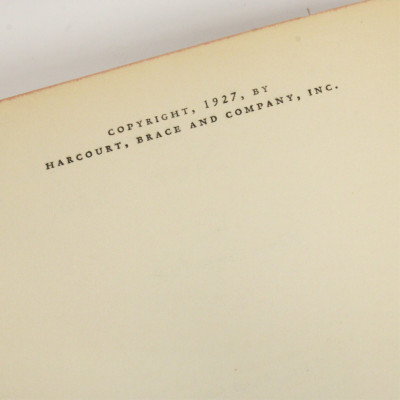 COPYRIGHT, 1927, BY
HARCOURT, BRACE AND COMPANY, INC.